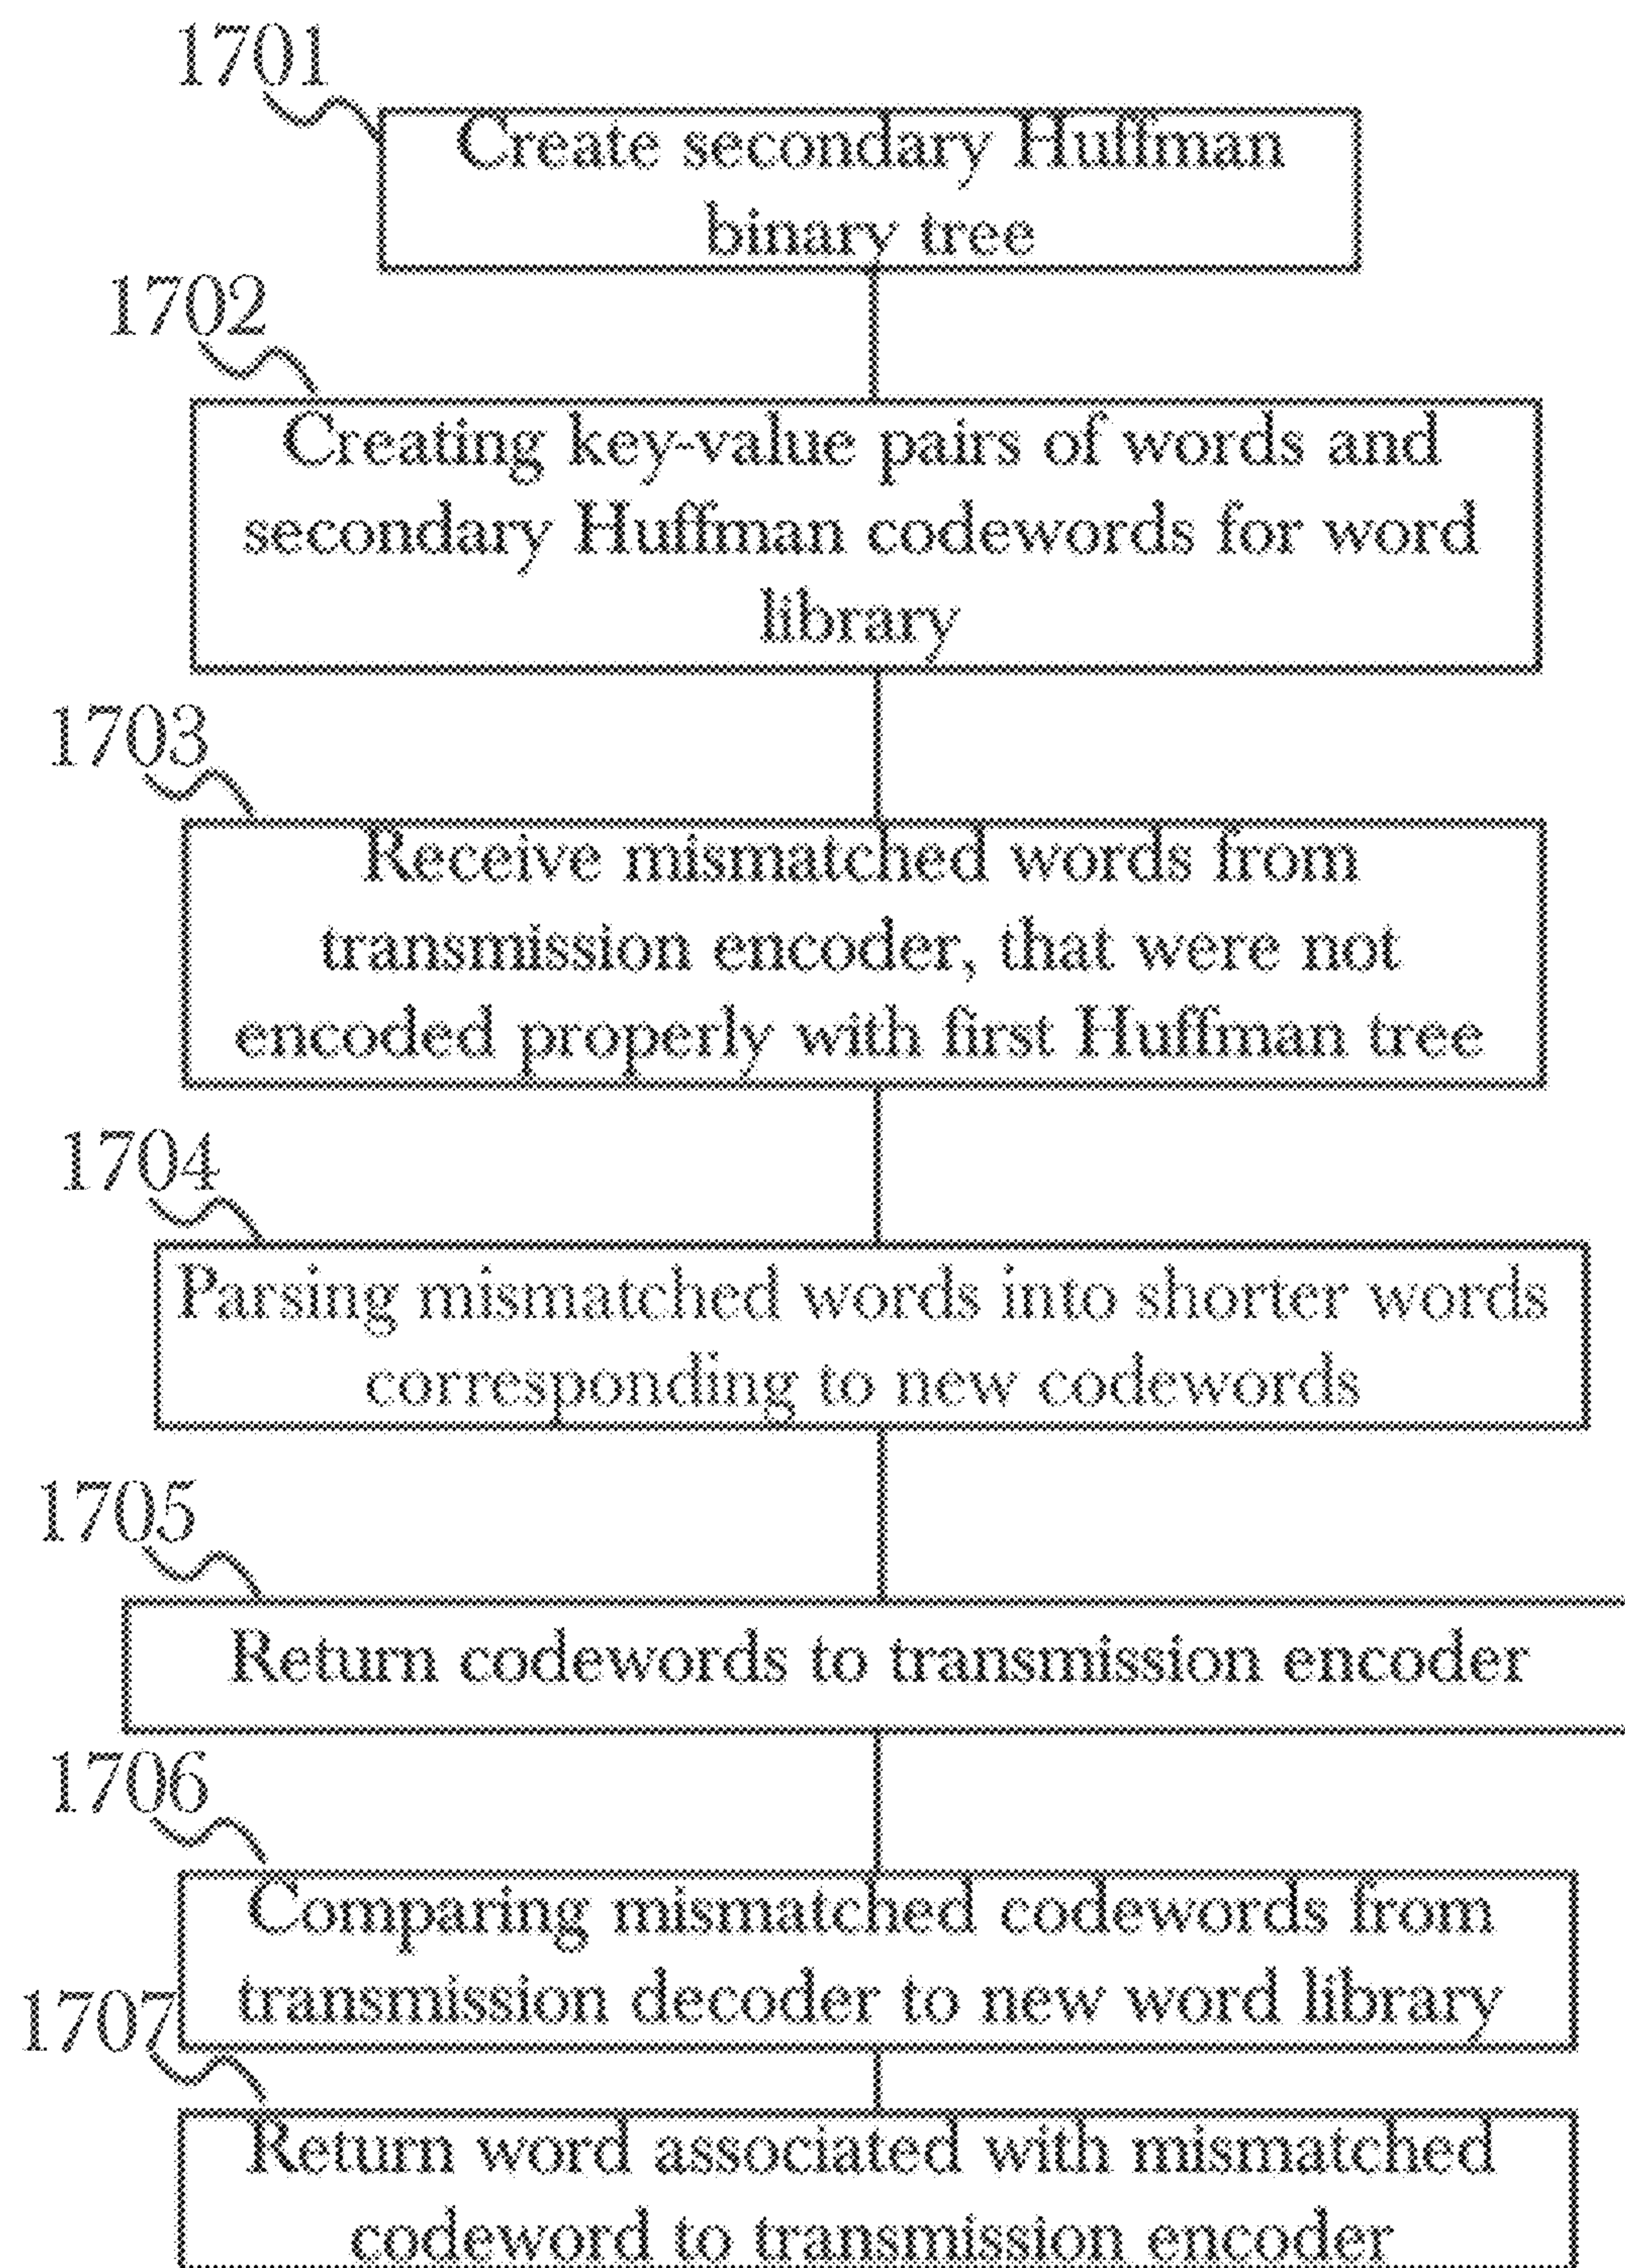 1701
Create secondary Huffman
binary tree
1702
Creating key-value pairs of words and
secondary Huffman codewords for word
library
1703
Receive mismatched words from
transmission encoder, that were not
encoded properly with first Huffman tree
1704
Parsing mismatched words into shorter words
corresponding to new codewords
1705
Return codewords to transmission encoder
1706
Comparing mismatched codewords from
transmission decoder to new word library
1707
Return word associated with mismatched
codeword to transmission encoder